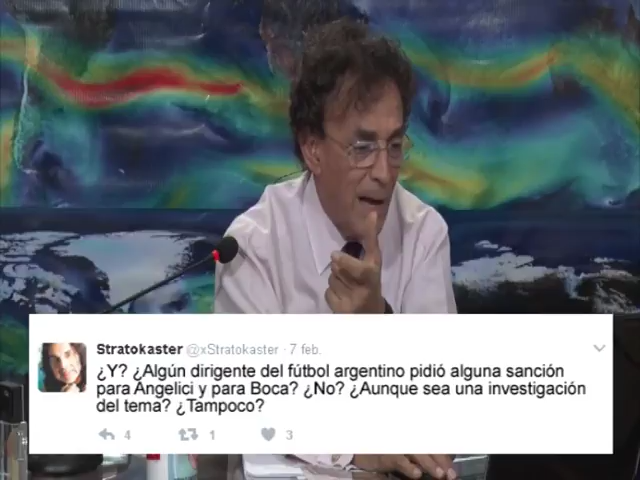 Stratokaster @xStratokaster · 7 feb.
¿Y? ¿Algún dirigente del fútbol argentino pidió alguna sanción
para Angelici y para Boca? ¿No? ¿Aunque sea una investigación
del tema? ¿Tampoco?
4 1 3